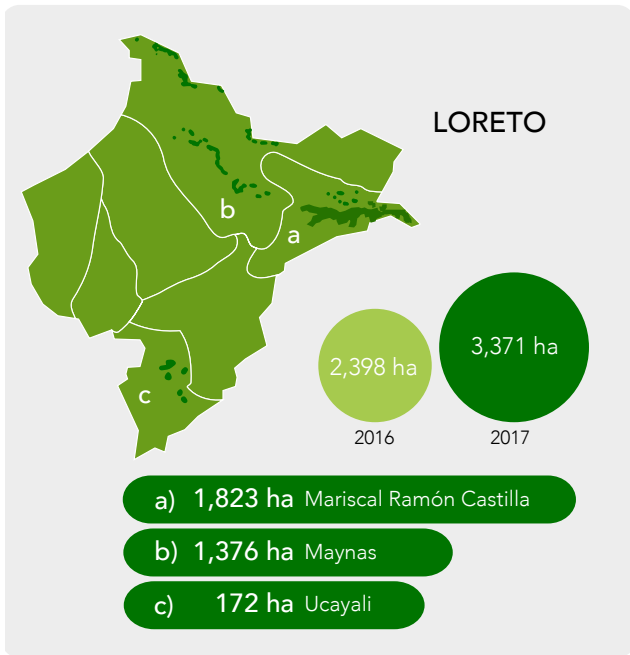 LORETO
b
a
c
2,398 ha
3,371 ha
2016
2017
a) 1,823 ha Mariscal Ramón Castilla
b) 1,376 ha Maynas
c) 172 ha Ucayali